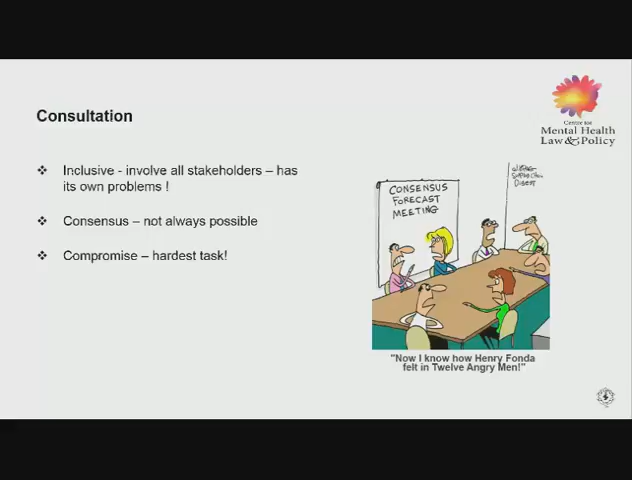 Centre for
Mental Health
Law & Policy
Consultation
❖ Inclusive - involve all stakeholders – has
its own problems !
❖ Consensus – not always possible
❖ Compromise – hardest task!
CONSENSUS
FORECAST
MEETING
"Now I know how Henry Fonda
felt in Twelve Angry Men!"